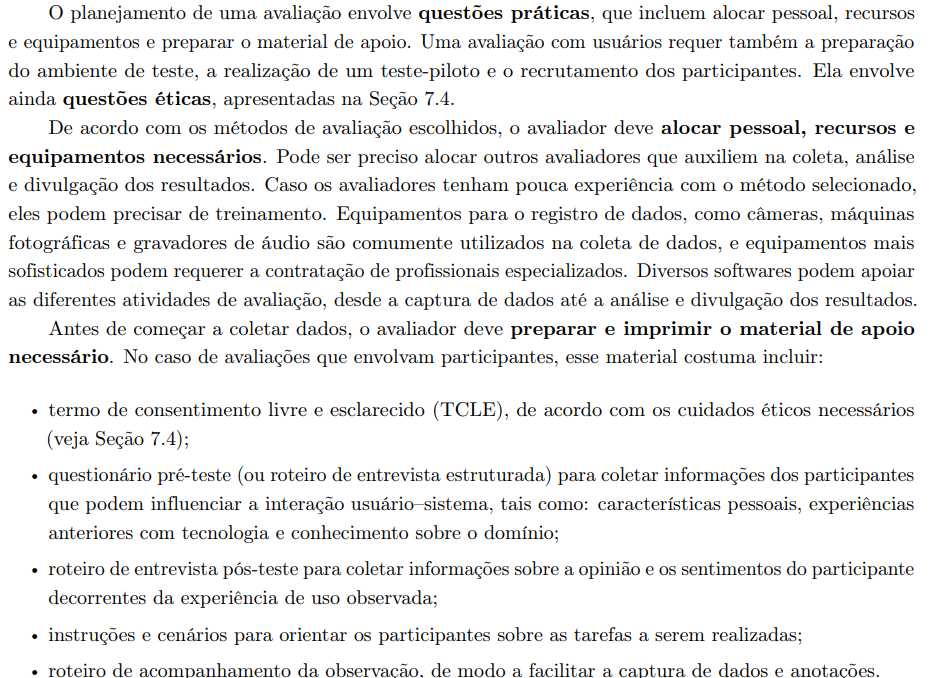 O planejamento de uma avaliação envolve questões práticas, que incluem alocar pessoal, recursos
e equipamentos e preparar o material de apoio. Uma avaliação com usuários requer também a preparação
do ambiente de teste, a realização de um teste-piloto e o recrutamento dos participantes. Ela envolve
ainda questões éticas, apresentadas na Seção 7.4.
De acordo com os métodos de avaliação escolhidos, o avaliador deve alocar pessoal, recursos e
equipamentos necessários. Pode ser preciso alocar outros avaliadores que auxiliem na coleta, análise
e divulgação dos resultados. Caso os avaliadores tenham pouca experiência com o método selecionado,
eles podem precisar de treinamento. Equipamentos para o registro de dados, como câmeras, máquinas
fotográficas e gravadores de áudio são comumente utilizados na coleta de dados, e equipamentos mais
sofisticados podem requerer a contratação de profissionais especializados. Diversos softwares podem apoiar
as diferentes atividades de avaliação, desde a captura de dados até a análise e divulgação dos resultados.
Antes de começar a coletar dados, o avaliador deve preparar e imprimir o material de apoio
necessário. No caso de avaliações que envolvam participantes, esse material costuma incluir:
• termo de consentimento livre e esclarecido (TCLE), de acordo com os cuidados éticos necessários
(veja Seção 7.4);
• questionário pré-teste (ou roteiro de entrevista estruturada) para coletar informações dos participantes
que podem influenciar a interação usuário–sistema, tais como: características pessoais, experiências
anteriores com tecnologia e conhecimento sobre o domínio;
• roteiro de entrevista pós-teste para coletar informações sobre a opinião e os sentimentos do participante
decorrentes da experiência de uso observada;
• instruções e cenários para orientar os participantes sobre as tarefas a serem realizadas;
• roteiro de acompanhamento da observação, de modo a facilitar a captura de dados e anotações.